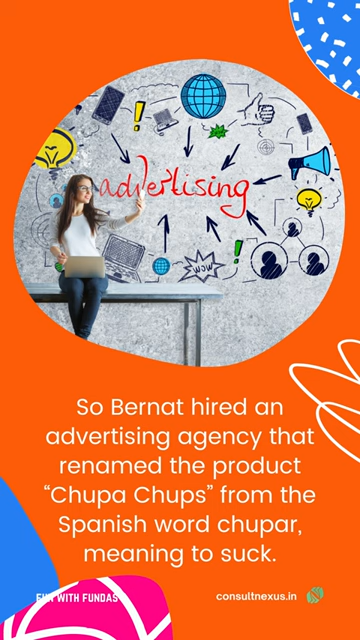 advertising
WOW
So Bernat hired an
advertising agency that
renamed the product
“Chupa Chups” from the
Spanish word chupar,
meaning to suck.
FUN WITH FUNDAS
consultnexus.in